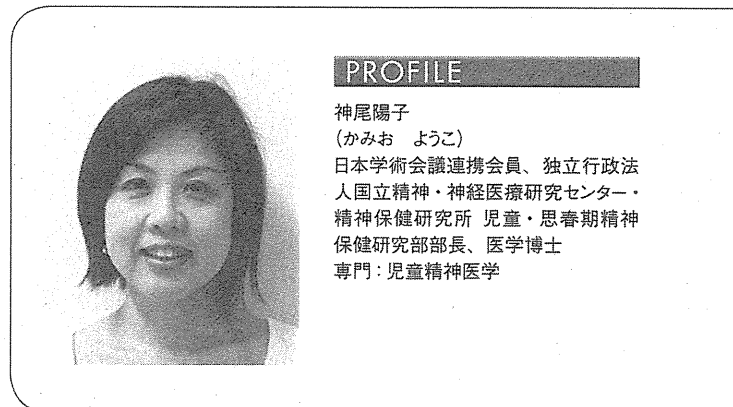 PROFILE
神尾陽子
（かみお　ようこ）
日本学術会議連携会員、独立行政法
人国立精神・神経医療研究センター・
精神保健研究所 児童・思春期精神
保健研究部部長、医学博士
専門：児童精神医学